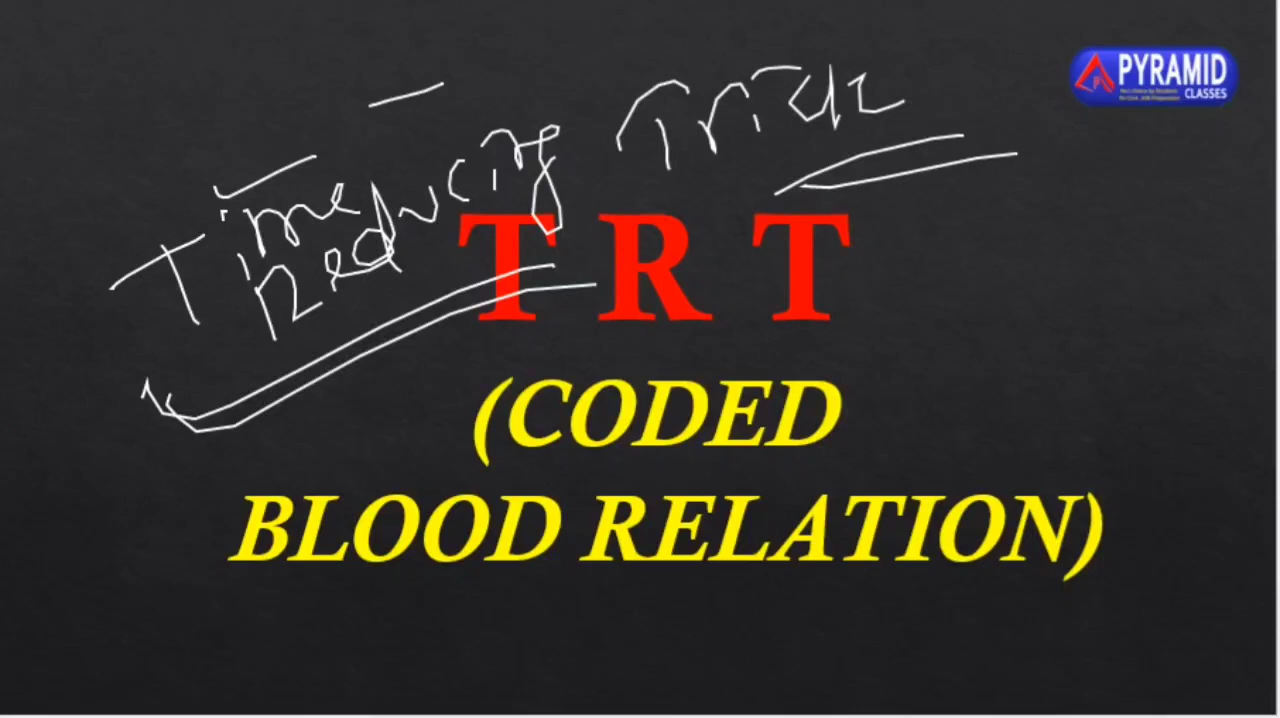 PYRAMID
CLASSES
Time Reducing Trick
T R T
(CODED
BLOOD RELATION)